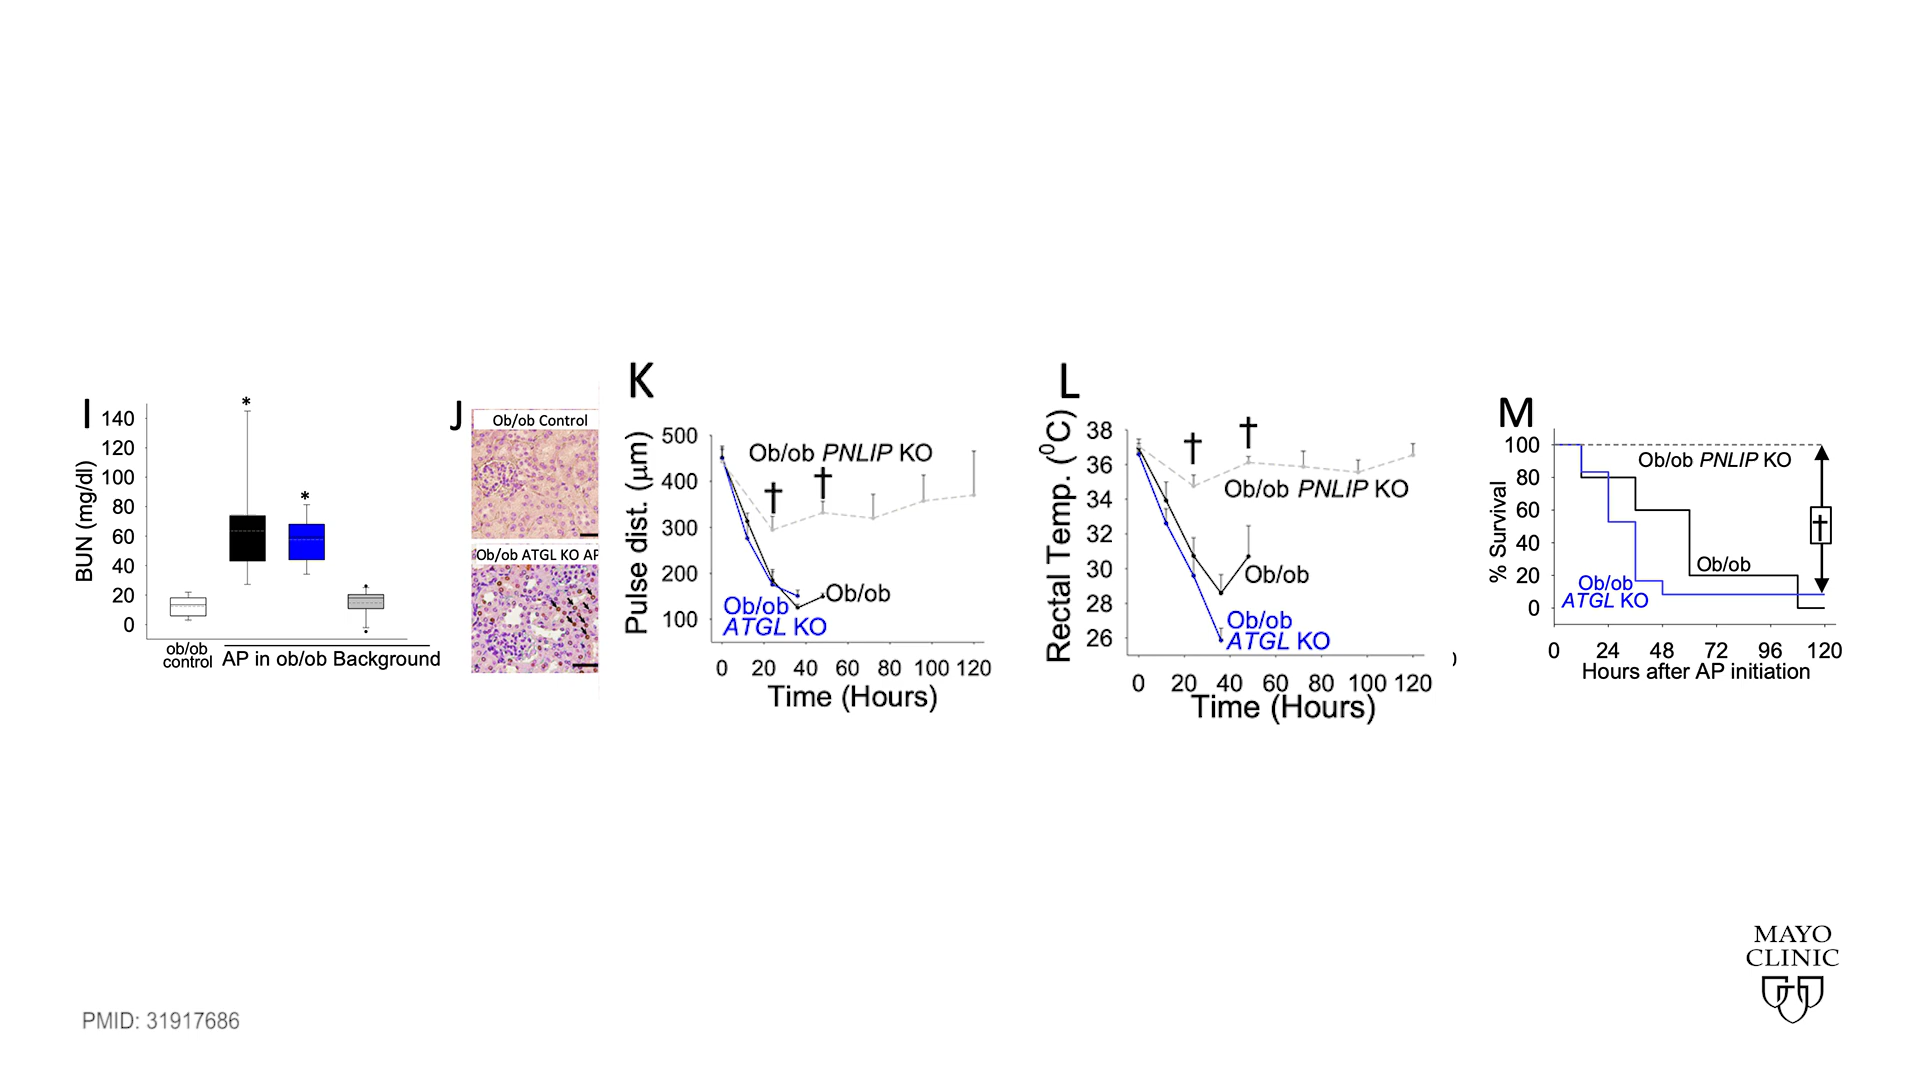 I
BUN (mg/dl)
140
120
100
80
60
40
20
0
*
*
ob/ob
control
AP in ob/ob Background
J
Ob/ob Control
Ob/ob ATGL KO AP
K
Pulse dist. (μm)
500
400
300
200
100
Ob/ob PNLIP KO
†
†
Ob/ob
Ob/ob
ATGL KO
0 20 40 60 80 100 120
Time (Hours)
L
Rectal Temp. (⁰C)
38
36
34
32
30
28
26
†
†
Ob/ob PNLIP KO
Ob/ob
Ob/ob
ATGL KO
0 20 40 60 80 100 120
Time (Hours)
M
% Survival
100
80
60
40
20
0
Ob/ob PNLIP KO
†
Ob/ob
Ob/ob
ATGL KO
0 24 48 72 96 120
Hours after AP initiation
MAYO
CLINIC
PMID: 31917686